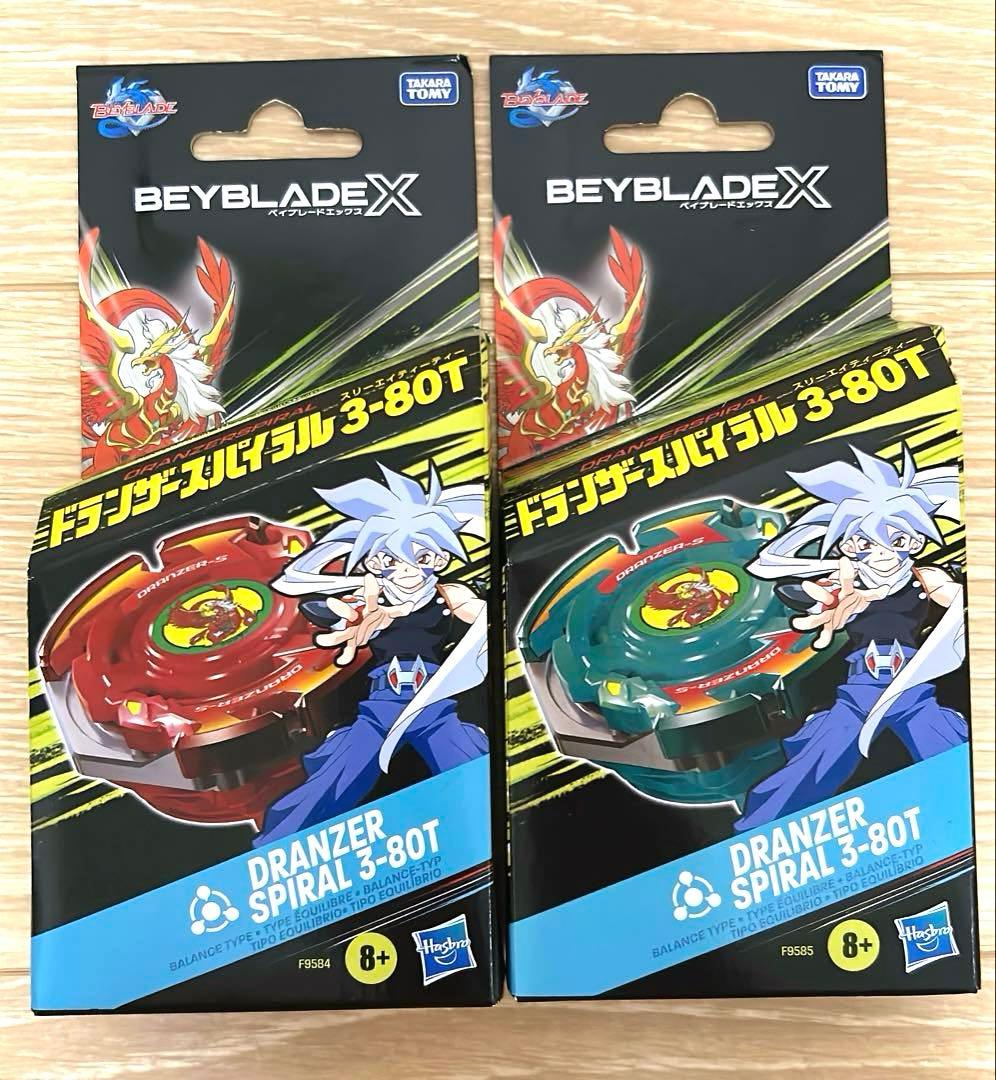 BEYBLADE
TAKARA
TOMY
BEYBLADE X
ベイブレードエックス
スリーエイティーティー
DRANZERSPIRAL
ドランザースパイラル3-80T
DRANZER-S
DRANZER-S
DRANZER
SPIRAL 3-80T
BALANCE TYPE • TYPE ÉQUILIBRE • BALANCE-TYP
TIPO EQUILIBRIO • TIPO EQUILÍBRIO
F9584
8+
Hasbro
BEYBLADE
TAKARA
TOMY
BEYBLADE X
ベイブレードエックス
スリーエイティーティー
DRANZERSPIRAL
ドランザースパイラル3-80T
DRANZER-S
DRANZER-S
DRANZER
SPIRAL 3-80T
BALANCE TYPE • TYPE ÉQUILIBRE • BALANCE-TYP
TIPO EQUILIBRIO • TIPO EQUILÍBRIO
F9585
8+
Hasbro